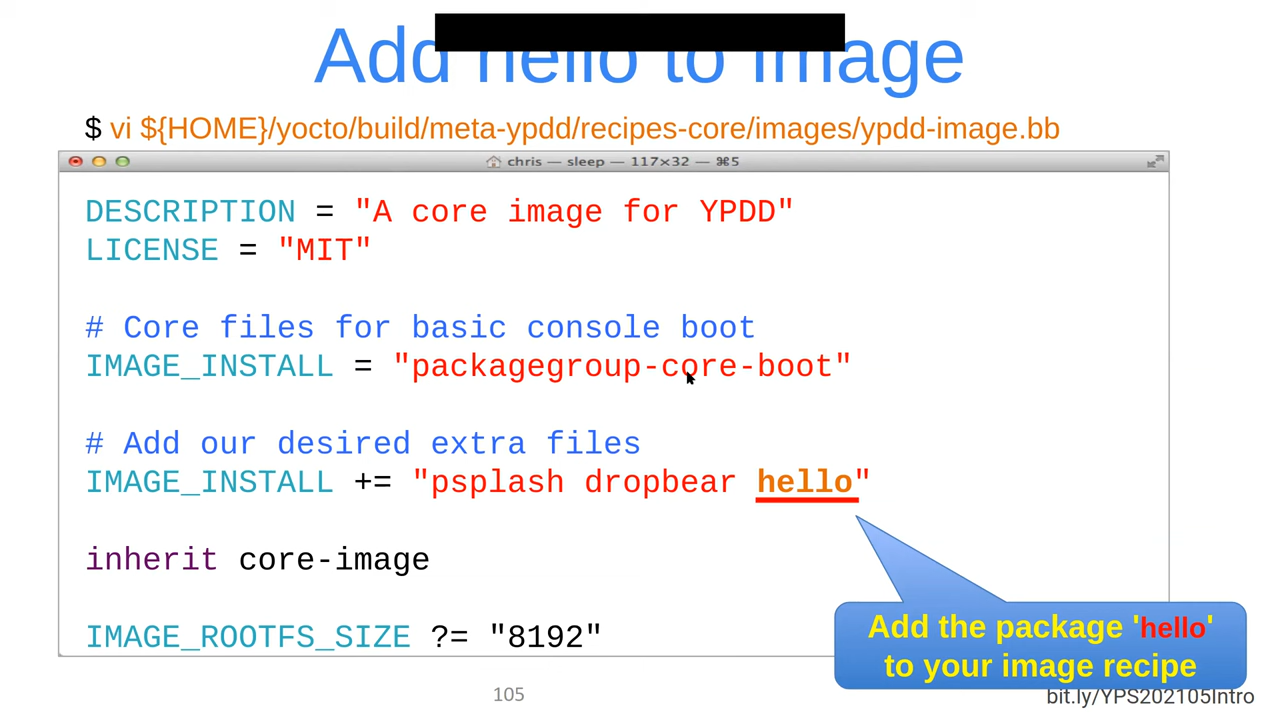 Add hello to Image
$ vi ${HOME}/yocto/build/meta-ypdd/recipes-core/images/ypdd-image.bb
chris — sleep — 117×32 — ⌘5
DESCRIPTION = "A core image for YPDD"
LICENSE = "MIT"
# Core files for basic console boot
IMAGE_INSTALL = "packagegroup-core-boot"
# Add our desired extra files
IMAGE_INSTALL += "psplash dropbear hello"
inherit core-image
IMAGE_ROOTFS_SIZE ?= "8192"
Add the package 'hello'
to your image recipe
105
bit.ly/YPS202105Intro